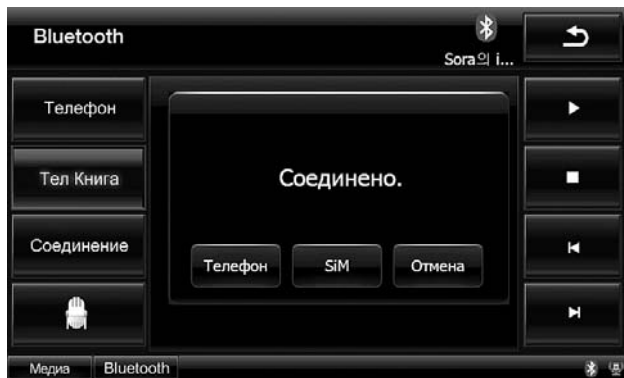 Bluetooth
Sora의 i...
Телефон
Тел Книга
Соединение
Соединено.
Телефон SiM Отмена
Медиа Bluetooth